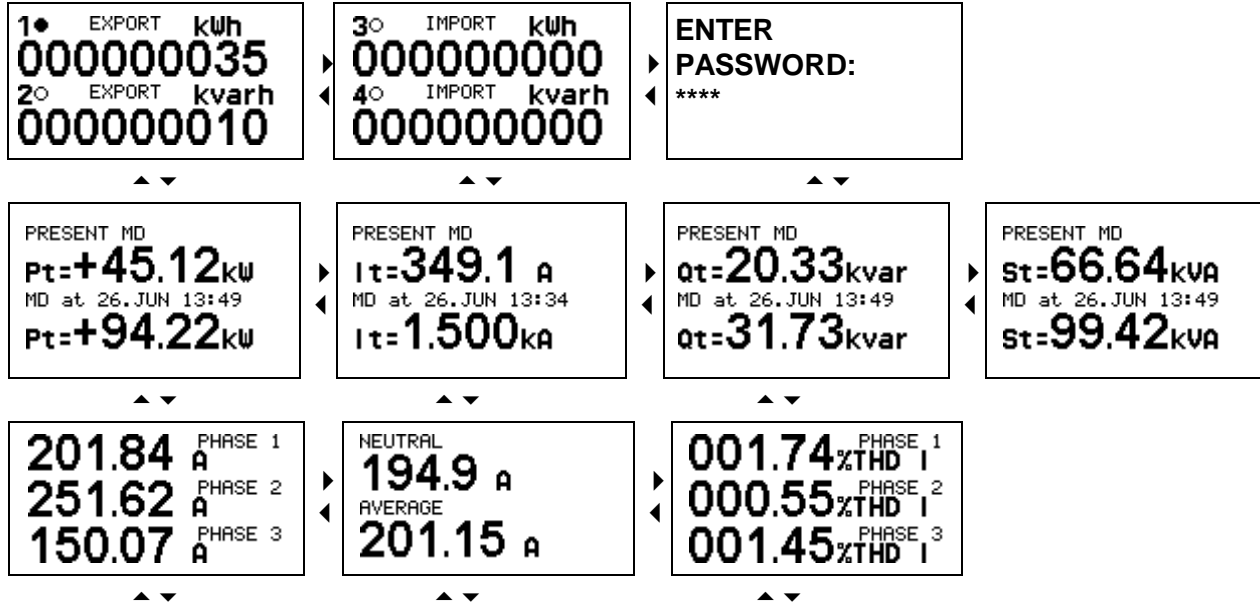 1● EXPORT kWh
000000035
2○ EXPORT kvarh
000000010
3○ IMPORT kWh
000000000
4○ IMPORT kvarh
000000000
ENTER
PASSWORD:
****
PRESENT MD
Pt=+45.12kW
MD at 26.JUN 13:49
Pt=+94.22kW
PRESENT MD
It=349.1 A
MD at 26.JUN 13:34
It=1.500kA
PRESENT MD
Qt=20.33kvar
MD at 26.JUN 13:49
Qt=31.73kvar
PRESENT MD
St=66.64kVA
MD at 26.JUN 13:49
St=99.42kVA
201.84 A PHASE 1
251.62 A PHASE 2
150.07 A PHASE 3
NEUTRAL
194.9 A
AVERAGE
201.15 A
001.74%THD I PHASE 1
000.55%THD I PHASE 2
001.45%THD I PHASE 3